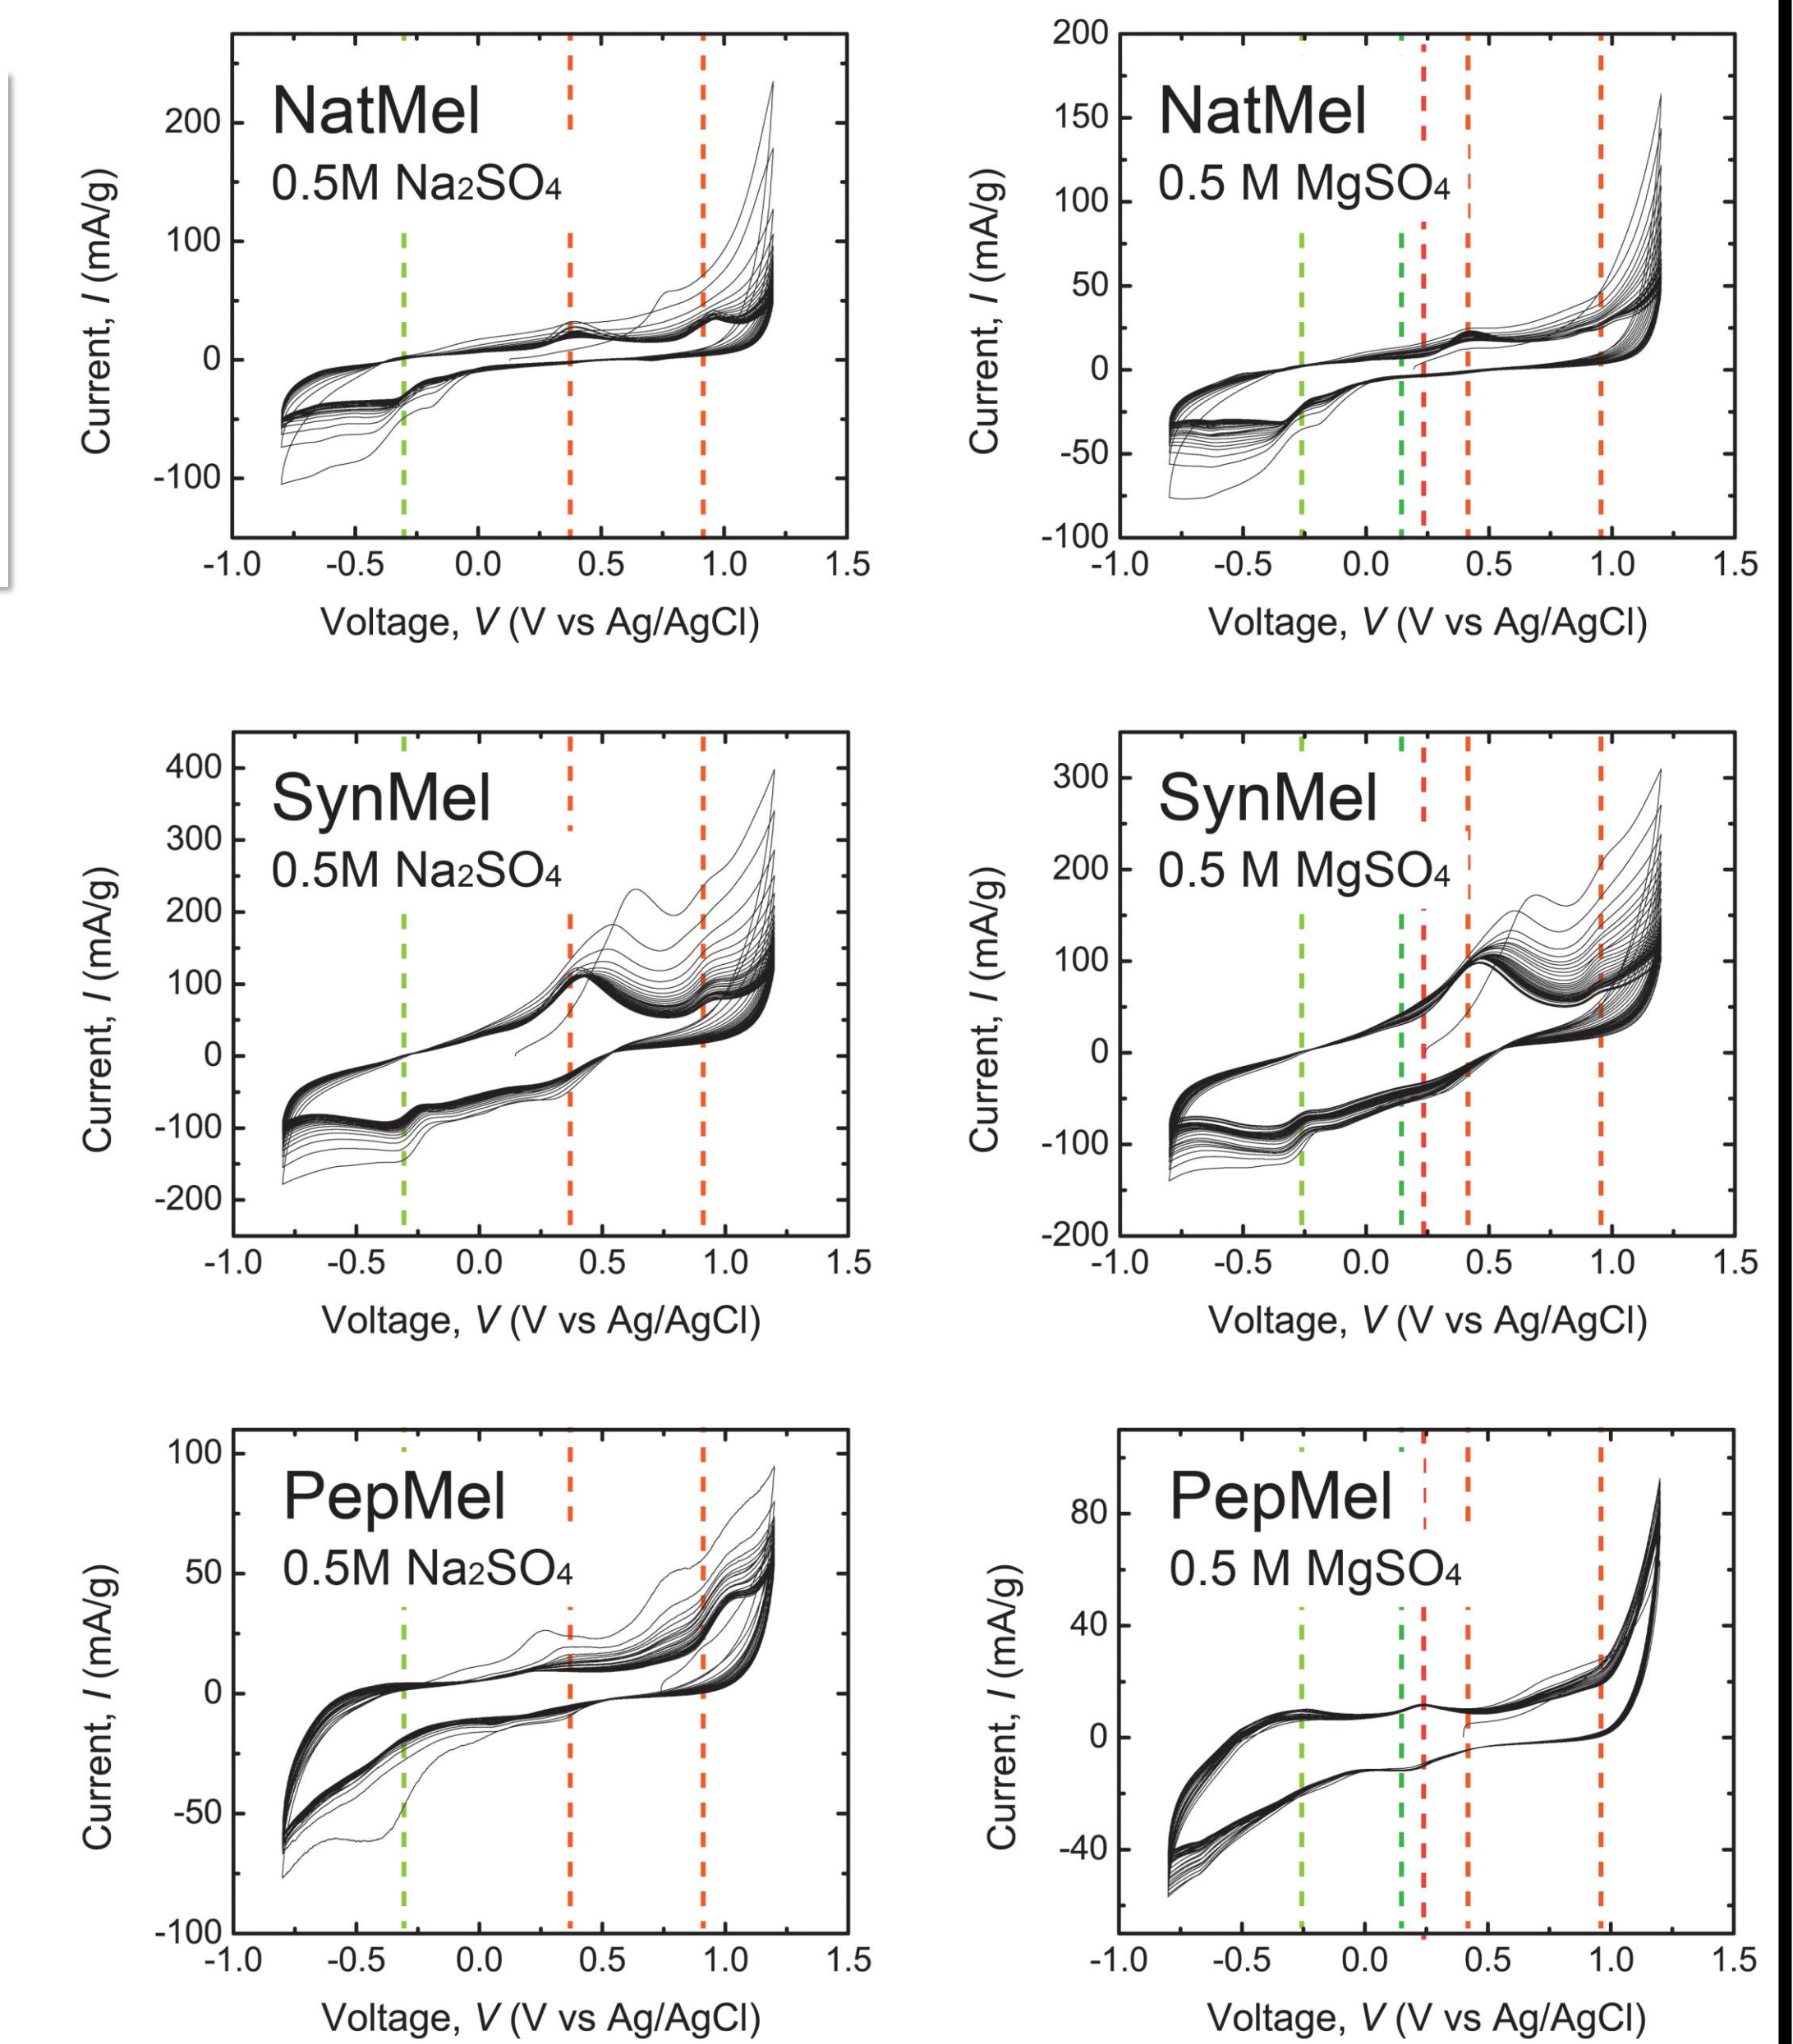 NatMel
0.5M Na2SO4
200
100
0
-100
-1.0 -0.5 0.0 0.5 1.0 1.5
Current, I (mA/g)
Voltage, V (V vs Ag/AgCl)
NatMel
0.5 M MgSO4
200
150
100
50
0
-50
-100
-1.0 -0.5 0.0 0.5 1.0 1.5
Current, I (mA/g)
Voltage, V (V vs Ag/AgCl)
SynMel
0.5M Na2SO4
400
300
200
100
0
-100
-200
-1.0 -0.5 0.0 0.5 1.0 1.5
Current, I (mA/g)
Voltage, V (V vs Ag/AgCl)
SynMel
0.5 M MgSO4
300
200
100
0
-100
-200
-1.0 -0.5 0.0 0.5 1.0 1.5
Current, I (mA/g)
Voltage, V (V vs Ag/AgCl)
PepMel
0.5M Na2SO4
100
50
0
-50
-100
-1.0 -0.5 0.0 0.5 1.0 1.5
Current, I (mA/g)
Voltage, V (V vs Ag/AgCl)
PepMel
0.5 M MgSO4
80
40
0
-40
-1.0 -0.5 0.0 0.5 1.0 1.5
Current, I (mA/g)
Voltage, V (V vs Ag/AgCl)